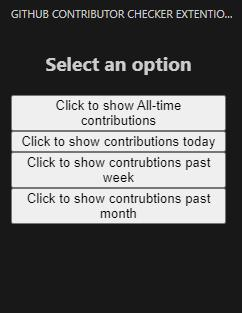 GITHUB CONTRIBUTOR CHECKER EXTENTIO...
Select an option
Click to show All-time
contributions
Click to show contributions today
Click to show contrubtions past
week
Click to show contrubtions past
month